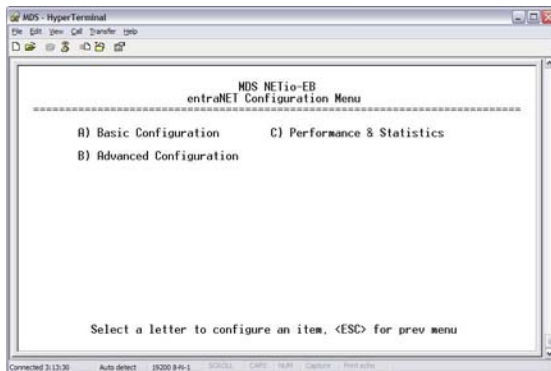 MDS - HyperTerminal
File Edit View Call Transfer Help
MDS NETio-EB
entraNET Configuration Menu
A) Basic Configuration C) Performance & Statistics
B) Advanced Configuration
Select a letter to configure an item, <ESC> for prev menu
Connected 3:13:30 Auto detect 19200 8-N-1 SCROLL CAPS NUM Capture Print echo